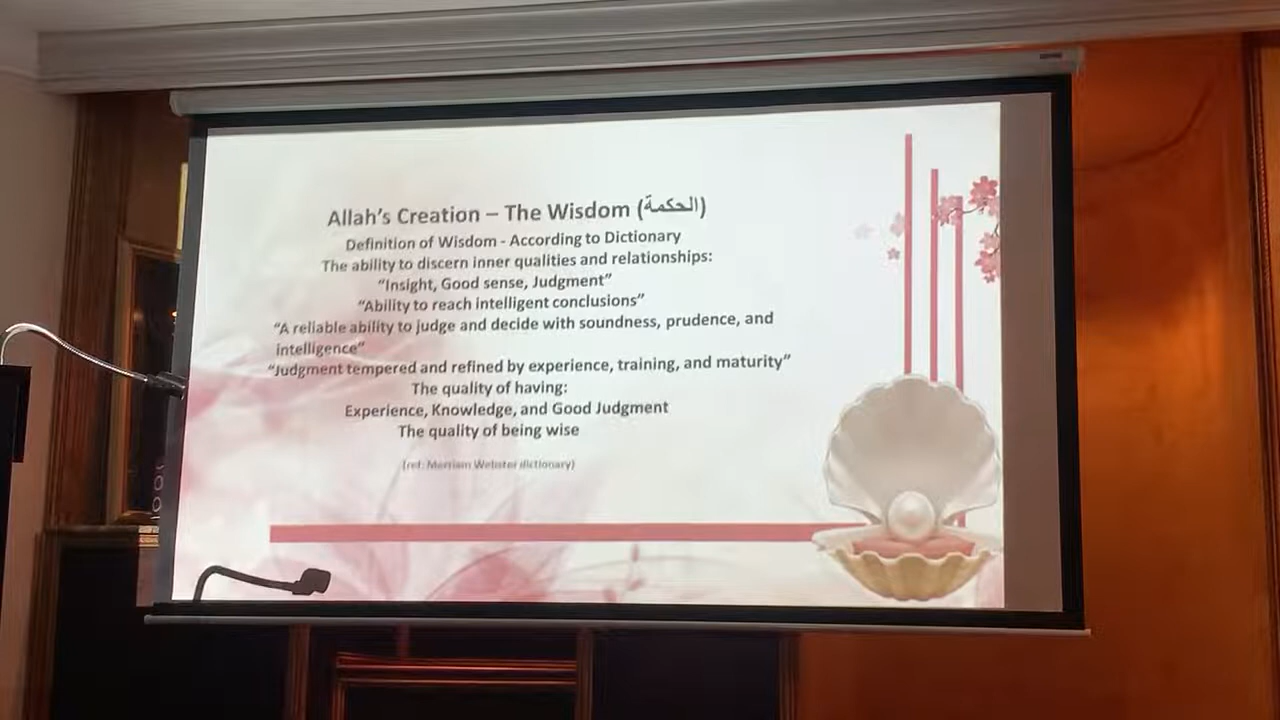 Allah's Creation – The Wisdom (الحكمة)
Definition of Wisdom - According to Dictionary
The ability to discern inner qualities and relationships:
"Insight, Good sense, Judgment"
"Ability to reach intelligent conclusions"
"A reliable ability to judge and decide with soundness, prudence, and
intelligence"
"Judgment tempered and refined by experience, training, and maturity"
The quality of having:
Experience, Knowledge, and Good Judgment
The quality of being wise
(ref: Merriam Webster dictionary)